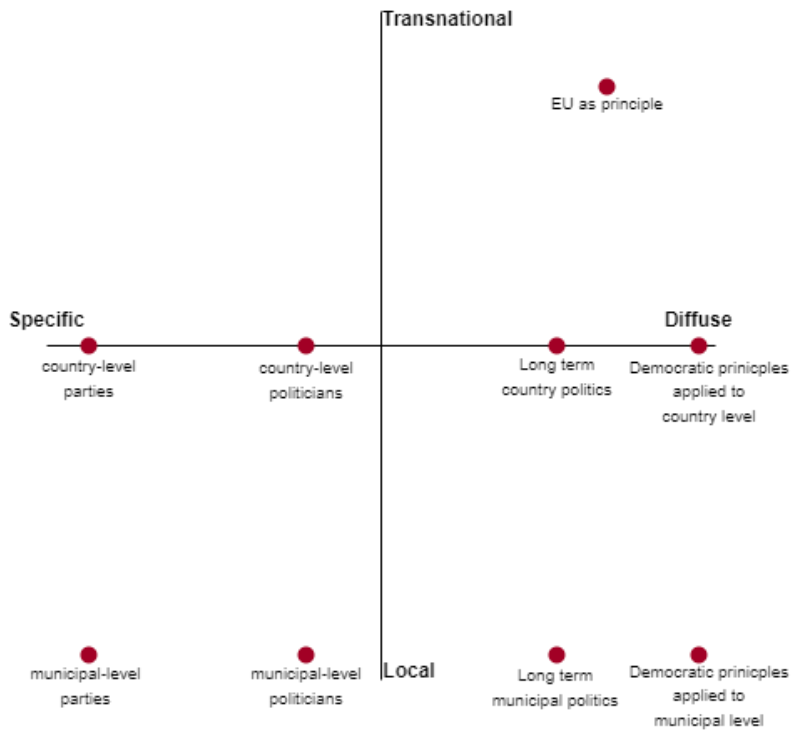 Transnational
EU as principle
Specific
Diffuse
country-level
parties
country-level
politicians
Long term
country politics
Democratic prinicples
applied to
country level
Local
municipal-level
parties
municipal-level
politicians
Long term
municipal politics
Democratic prinicples
applied to
municipal level